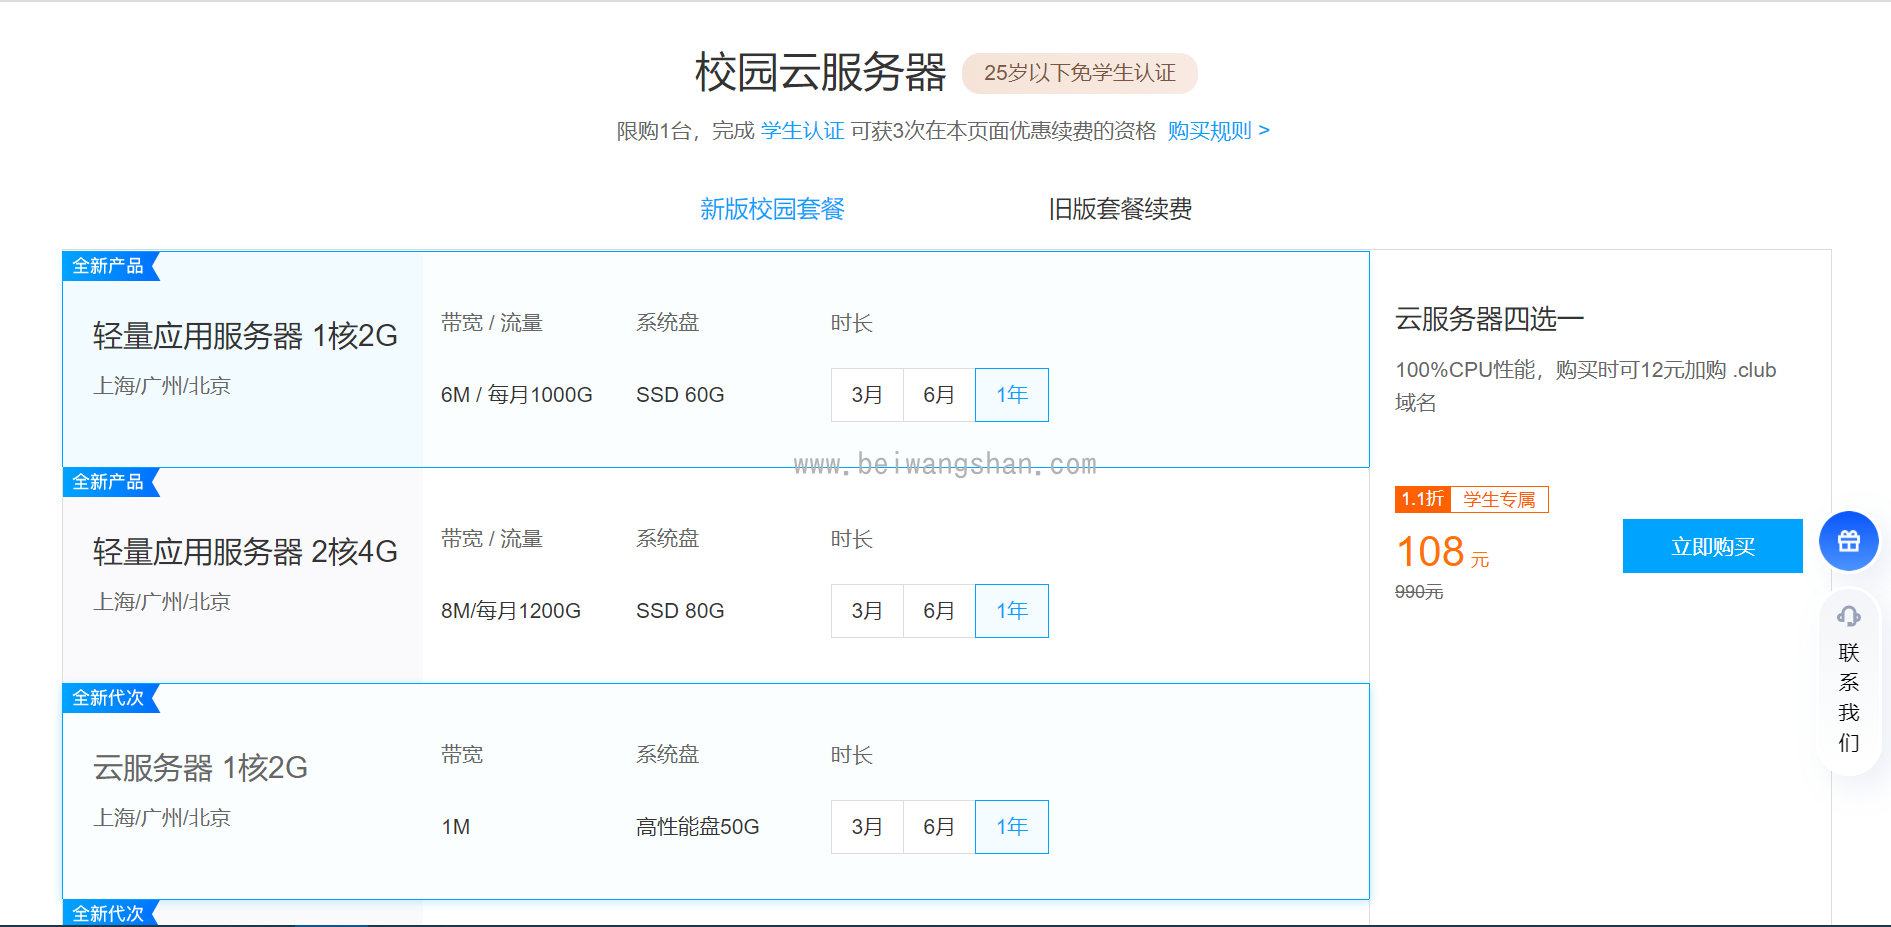 校园云服务器 25岁以下免学生认证
限购1台，完成 学生认证 可获3次在本页面优惠续费的资格 购买规则 >
新版校园套餐 旧版套餐续费
全新产品
轻量应用服务器 1核2G
上海/广州/北京
带宽 / 流量 系统盘 时长
6M / 每月1000G SSD 60G 3月 6月 1年
www.beiwangshan.com
全新产品
轻量应用服务器 2核4G
上海/广州/北京
带宽 / 流量 系统盘 时长
8M/每月1200G SSD 80G 3月 6月 1年
全新代次
云服务器 1核2G
上海/广州/北京
带宽 系统盘 时长
1M 高性能盘50G 3月 6月 1年
全新代次
云服务器四选一
100%CPU性能，购买时可12元加购 .club
域名
1.1折 学生专属
108 元
990元
立即购买
联
系
我
们